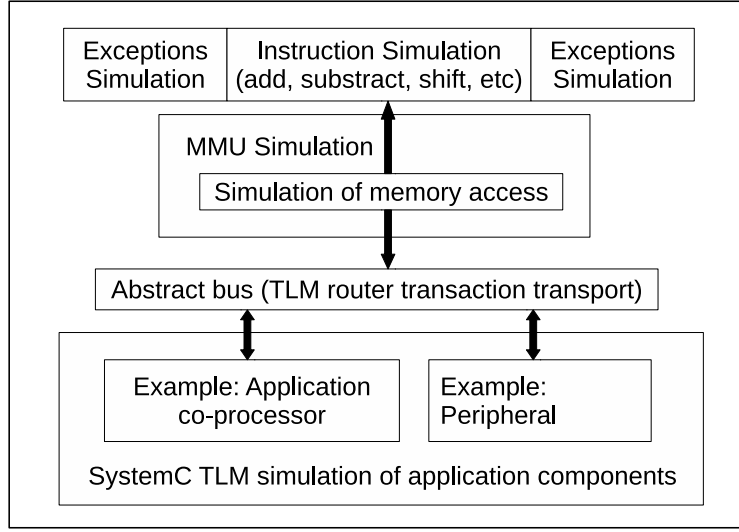 Exceptions
Simulation
Instruction Simulation
(add, substract, shift, etc)
Exceptions
Simulation
MMU Simulation
Simulation of memory access
Abstract bus (TLM router transaction transport)
Example: Application
co-processor
Example:
Peripheral
SystemC TLM simulation of application components